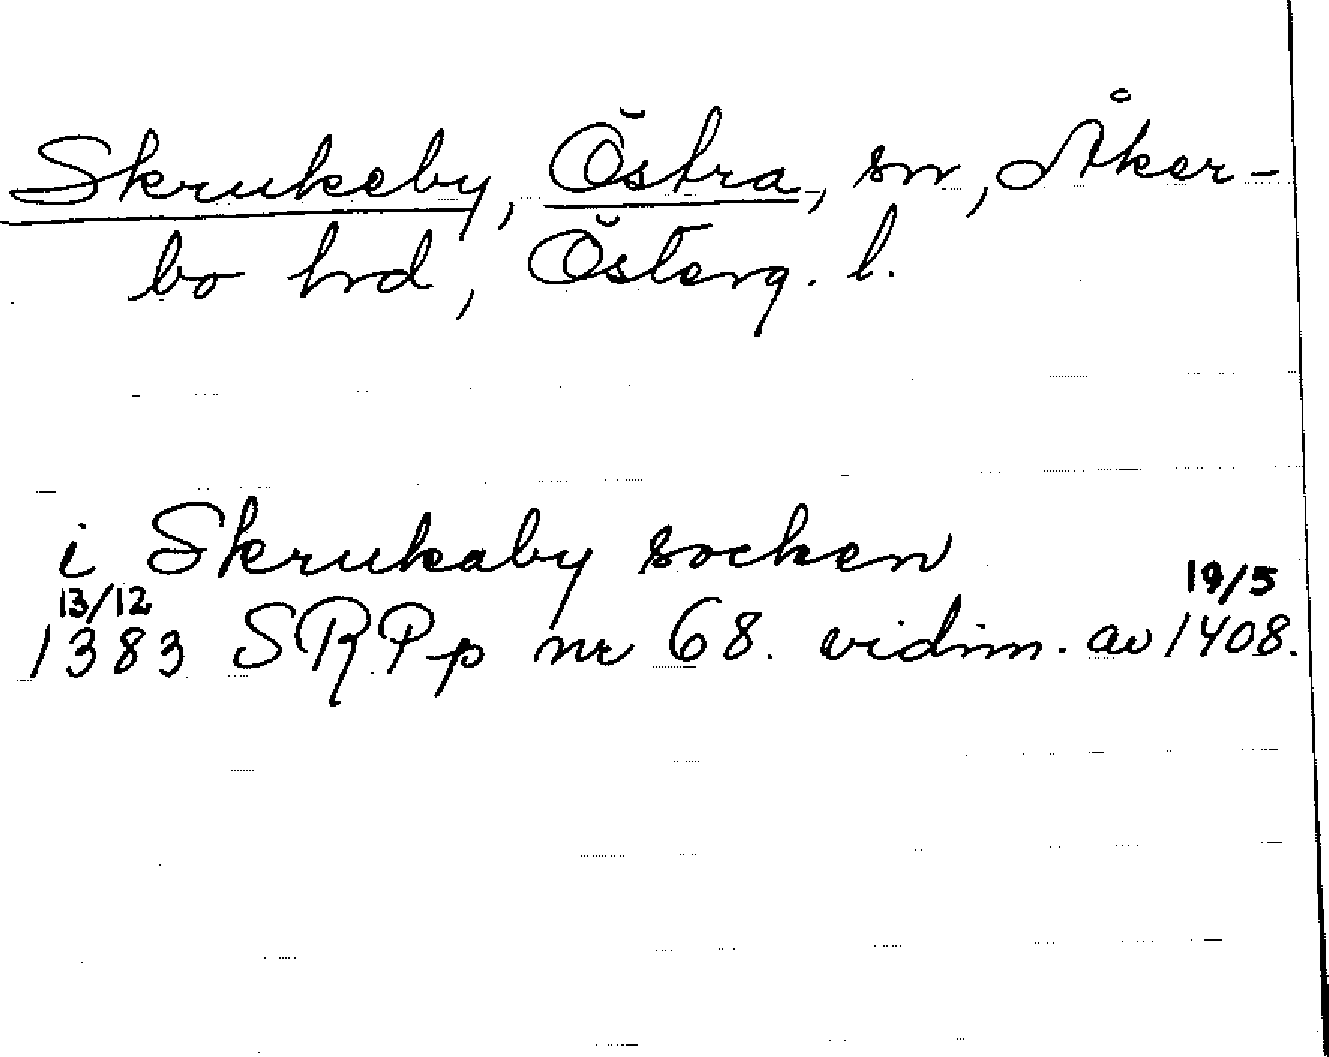 Skrukeby, Östra, sn, Åker-
bo hrd, Österg. l.
i Skrukaby socken
13/12 19/5
1383 SRPp nr 68. vidim. av 1408.